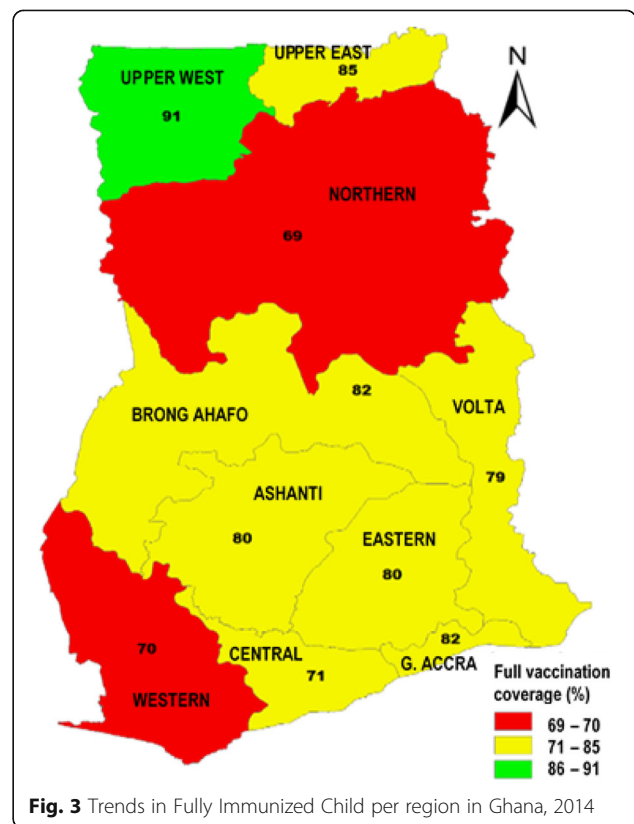 UPPER EAST
85
N
UPPER WEST
91
NORTHERN
69
82
BRONG AHAFO
VOLTA
79
ASHANTI
80
EASTERN
80
70
WESTERN
CENTRAL
71
82
G. ACCRA
Full vaccination
coverage (%)
69 – 70
71 – 85
86 – 91
Fig. 3 Trends in Fully Immunized Child per region in Ghana, 2014